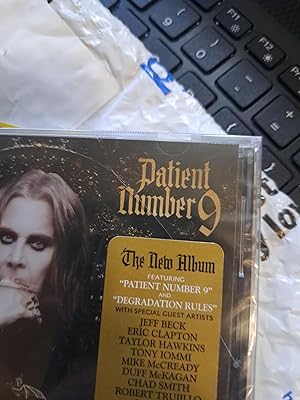 Patient
Number 9
The New Album
FEATURING
"PATIENT NUMBER 9"
AND
"DEGRADATION RULES"
WITH SPECIAL GUEST ARTISTS
JEFF BECK
ERIC CLAPTON
TAYLOR HAWKINS
TONY IOMMI
MIKE McCREADY
DUFF McKAGAN
CHAD SMITH
ROBERT TRUJILLO